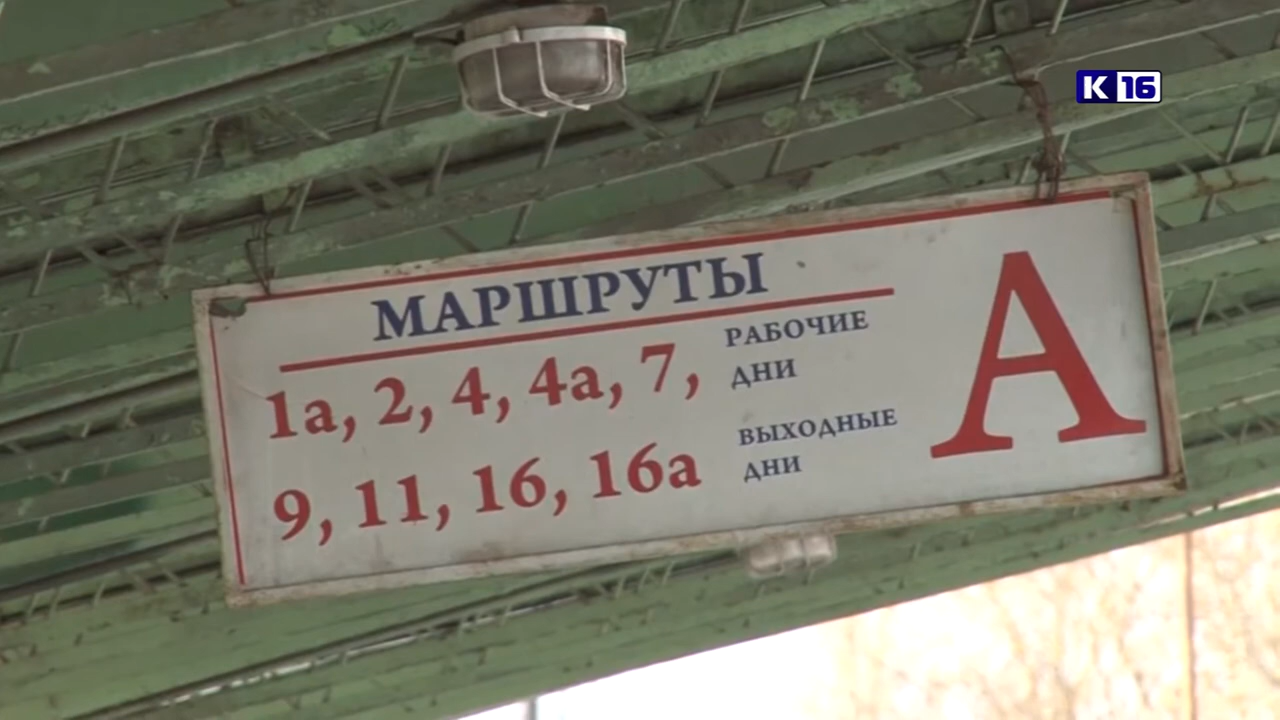 К 16
МАРШРУТЫ
1а, 2, 4, 4а, 7,
9, 11, 16, 16а
РАБОЧИЕ
ДНИ
ВЫХОДНЫЕ
ДНИ
А